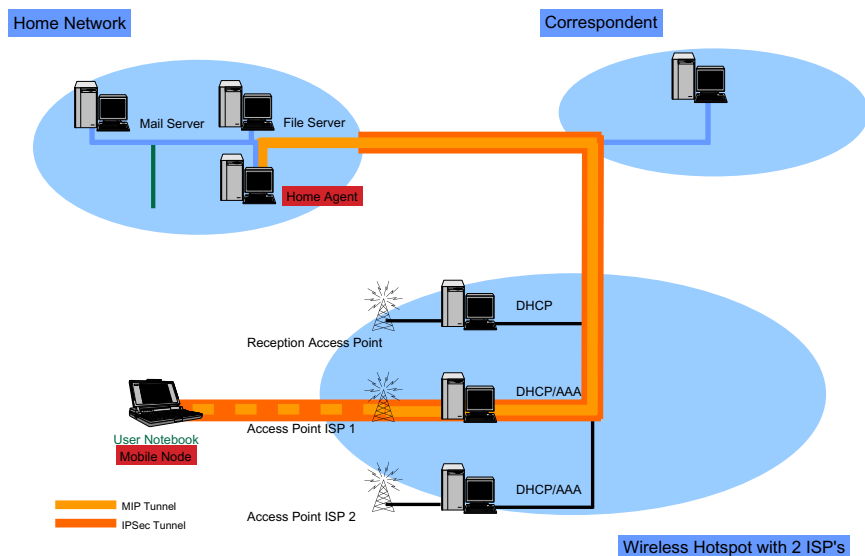 Home Network
Correspondent
Mail Server
File Server
Home Agent
DHCP
Reception Access Point
DHCP/AAA
User Notebook
Access Point ISP 1
Mobile Node
DHCP/AAA
MIP Tunnel
Access Point ISP 2
IPSec Tunnel
Wireless Hotspot with 2 ISP's